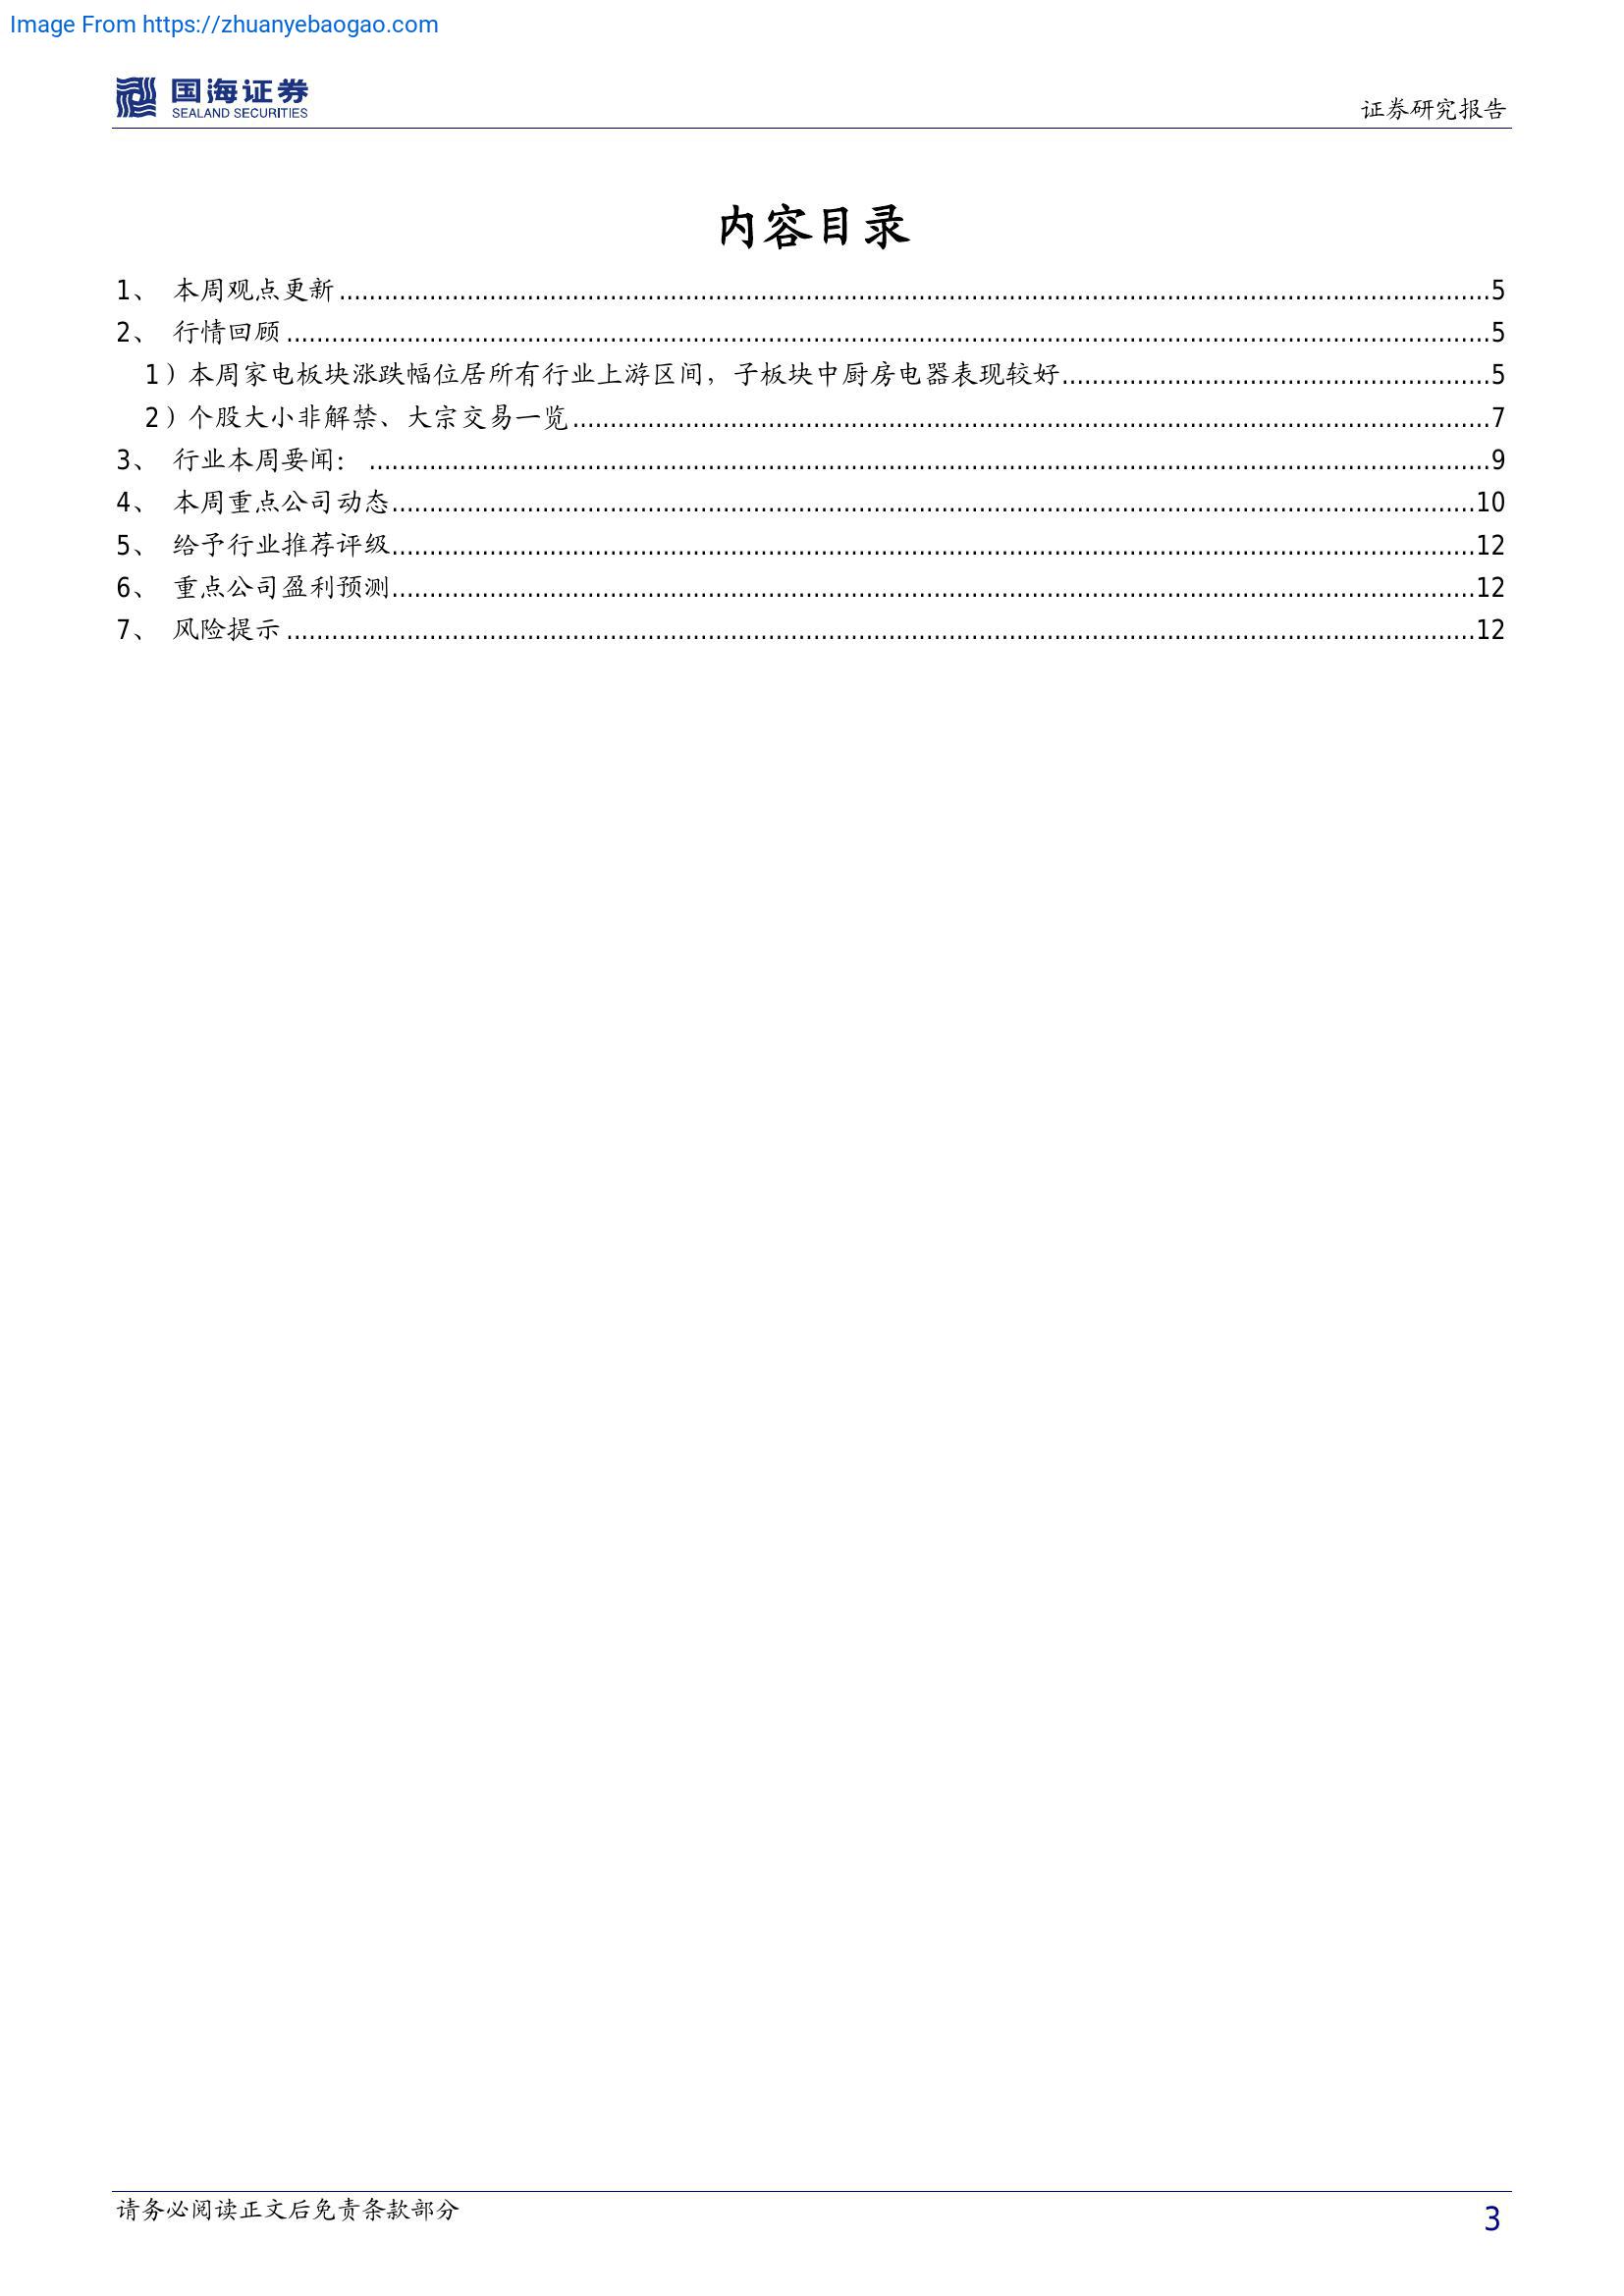 Image From https://zhuanyebaogao.com
国海证券
SEALAND SECURITIES
证券研究报告
内容目录
1、 本周观点更新........................................5
2、 行情回顾........................................5
1）本周家电板块涨跌幅位居所有行业上游区间，子板块中厨房电器表现较好........................................5
2）个股大小非解禁、大宗交易一览........................................7
3、 行业本周要闻： ........................................9
4、 本周重点公司动态........................................10
5、 给予行业推荐评级........................................12
6、 重点公司盈利预测........................................12
7、 风险提示........................................12
请务必阅读正文后免责条款部分
3